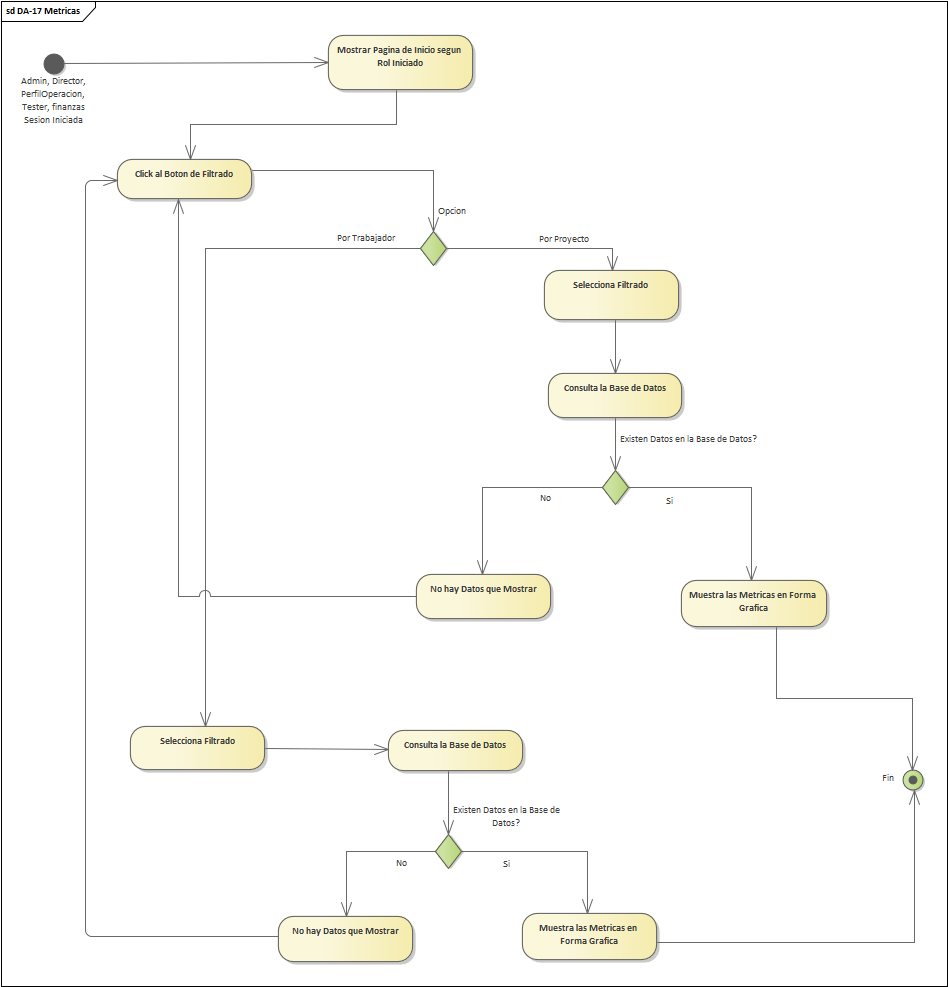 sd DA-17 Metricas
Mostrar Pagina de Inicio segun
Rol Iniciado
Admin, Director,
PerfilOperacion,
Tester, finanzas
Sesion Iniciada
Click al Boton de Filtrado
Opcion
Por Trabajador
Por Proyecto
Selecciona Filtrado
Consulta la Base de Datos
Existen Datos en la Base de Datos?
No
Si
No hay Datos que Mostrar
Muestra las Metricas en Forma
Grafica
Selecciona Filtrado
Consulta la Base de Datos
Fin
Existen Datos en la Base de
Datos?
No
Si
No hay Datos que Mostrar
Muestra las Metricas en
Forma Grafica